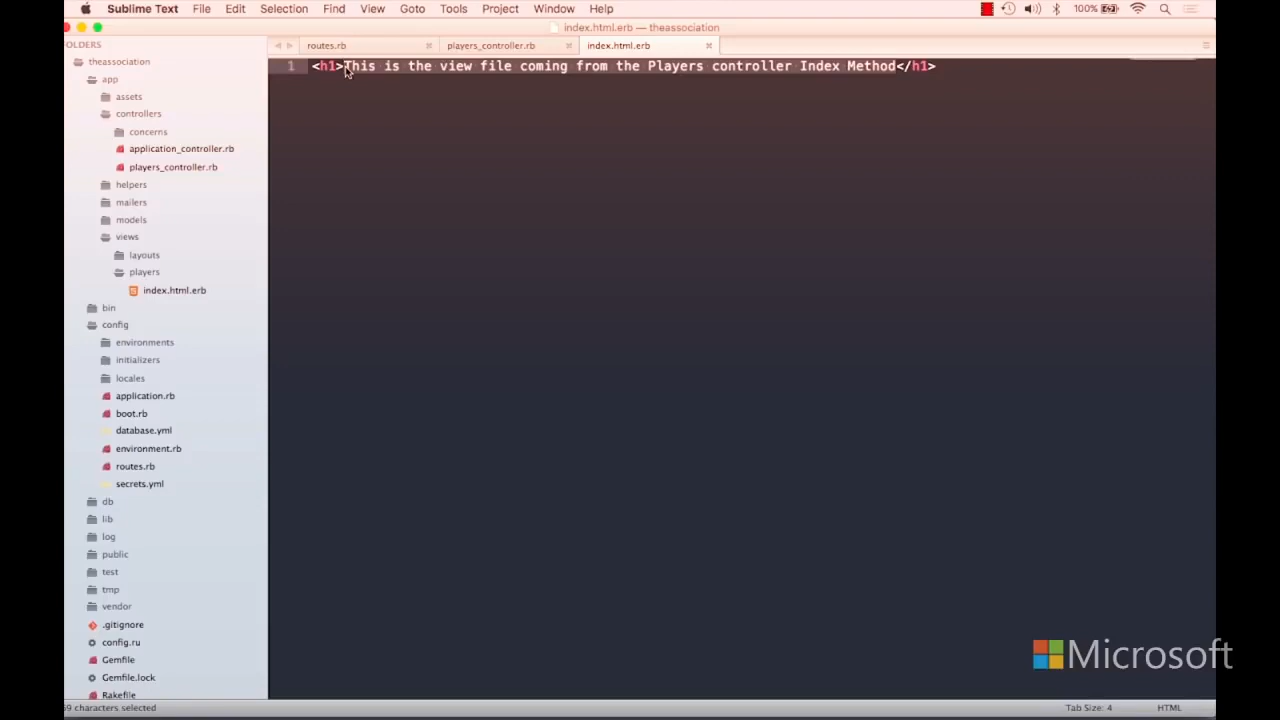 Sublime Text File Edit Selection Find View Goto Tools Project Window Help 100%
index.html.erb — theassociation
OLDERS
routes.rb players_controller.rb index.html.erb
theassociation
app
assets
controllers
concerns
application_controller.rb
players_controller.rb
helpers
mailers
models
views
layouts
players
index.html.erb
bin
config
environments
initializers
locales
application.rb
boot.rb
database.yml
environment.rb
routes.rb
secrets.yml
db
lib
log
public
test
tmp
vendor
.gitignore
config.ru
Gemfile
Gemfile.lock
Rakefile
1 <h1>This is the view file coming from the Players controller Index Method</h1>
Microsoft
69 characters selected Tab Size: 4 HTML